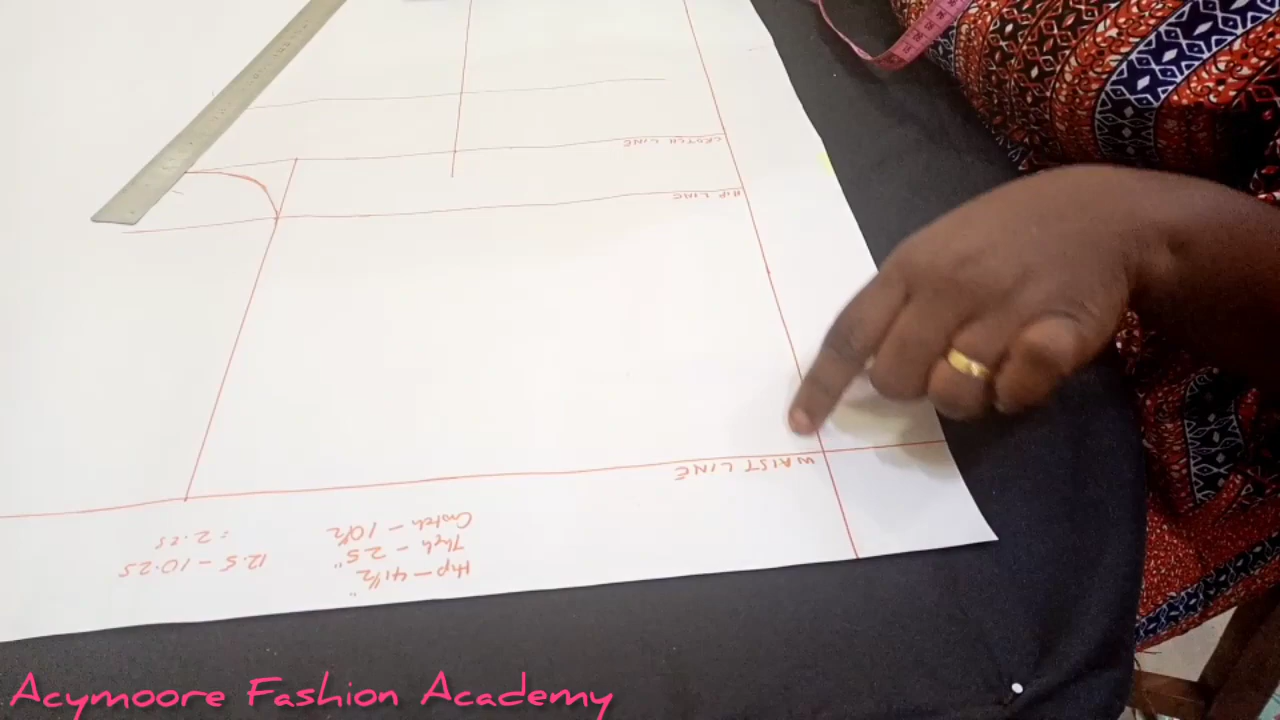 CROTCH LINE
HIP LINE
WAIST LINE
Hip - 41½"
Thigh - 25"
Crotch - 10½
12.5 - 10.25
= 2.25
Acymoore Fashion Academy